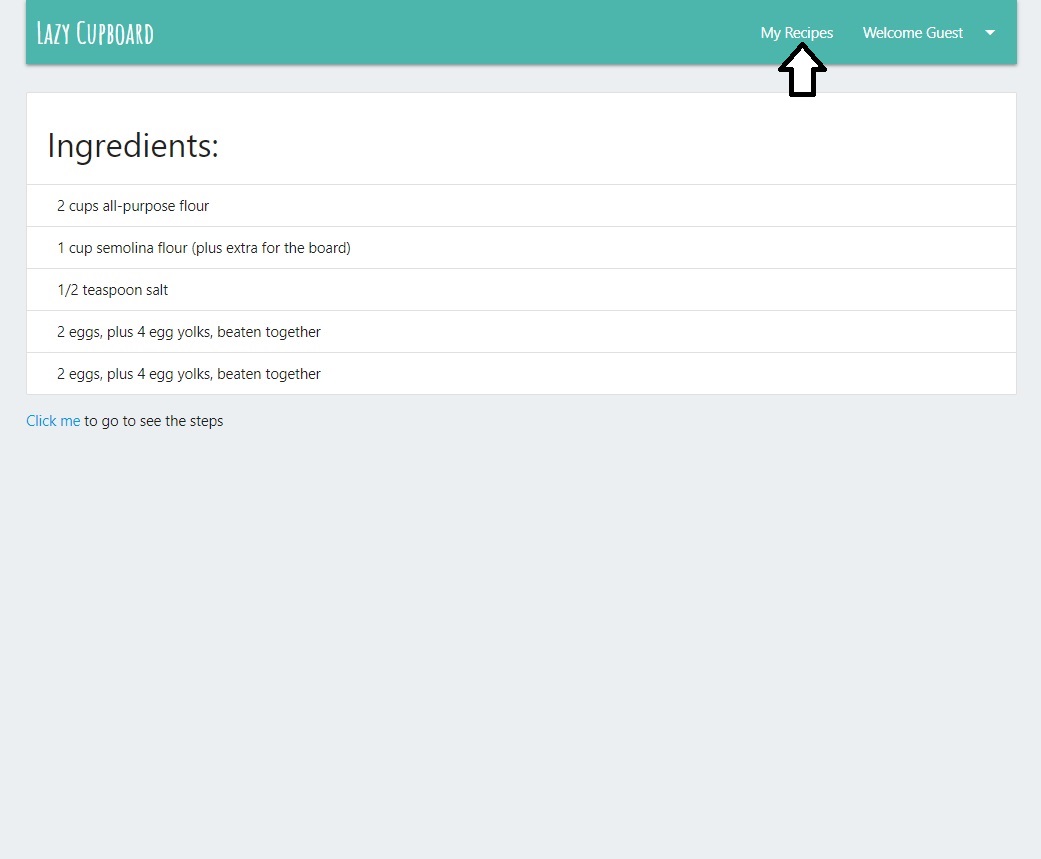 Lazy Cupboard
My Recipes
Welcome Guest
Ingredients:
2 cups all-purpose flour
1 cup semolina flour (plus extra for the board)
1/2 teaspoon salt
2 eggs, plus 4 egg yolks, beaten together
2 eggs, plus 4 egg yolks, beaten together
Click me to go to see the steps